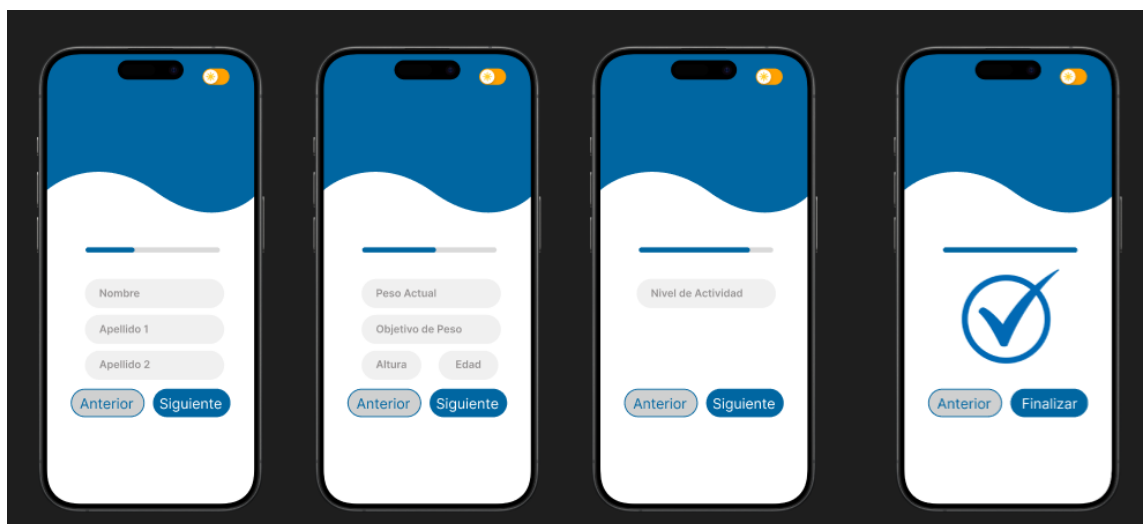 Nombre
Apellido 1
Apellido 2
Anterior Siguiente
Peso Actual
Objetivo de Peso
Altura Edad
Anterior Siguiente
Nivel de Actividad
Anterior Siguiente
Anterior Finalizar